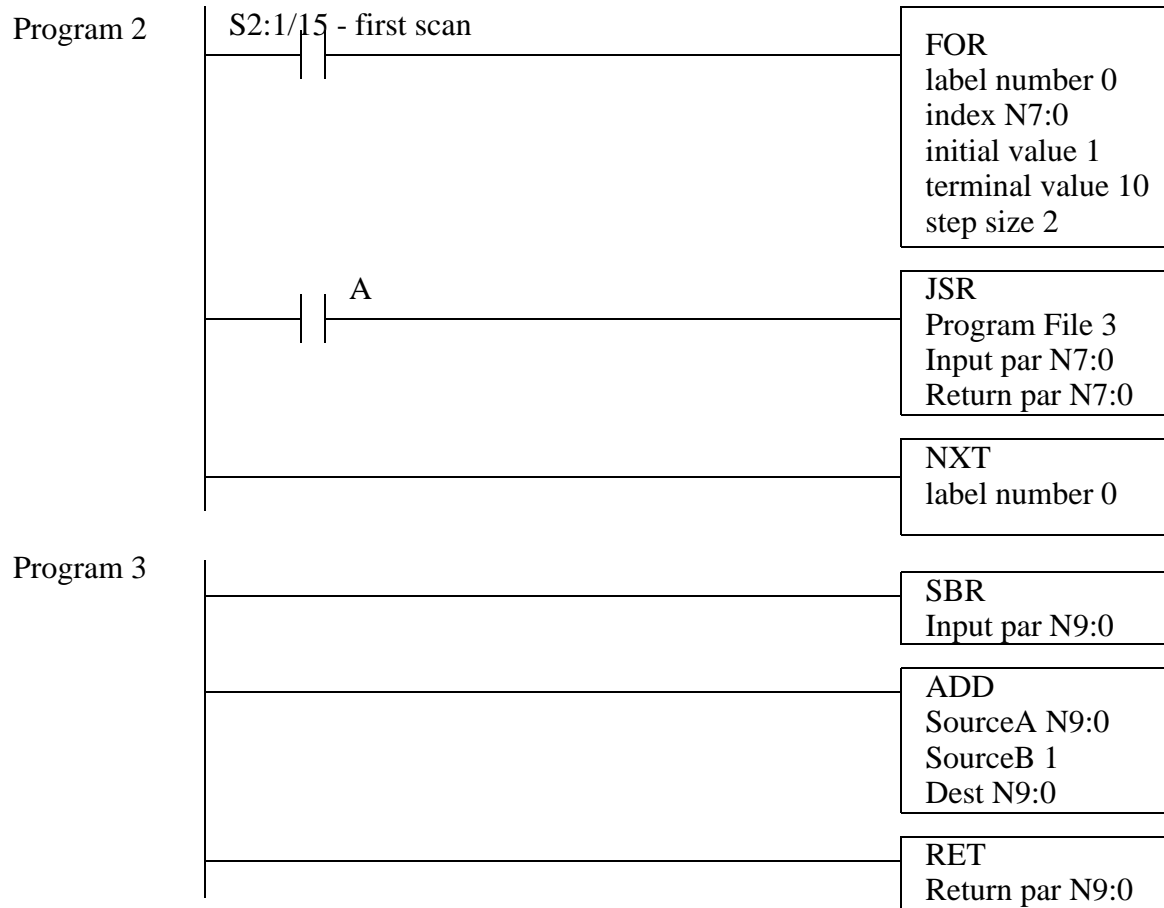 Program 2
S2:1/15 - first scan
FOR
label number 0
index N7:0
initial value 1
terminal value 10
step size 2
A
JSR
Program File 3
Input par N7:0
Return par N7:0
NXT
label number 0
Program 3
SBR
Input par N9:0
ADD
SourceA N9:0
SourceB 1
Dest N9:0
RET
Return par N9:0